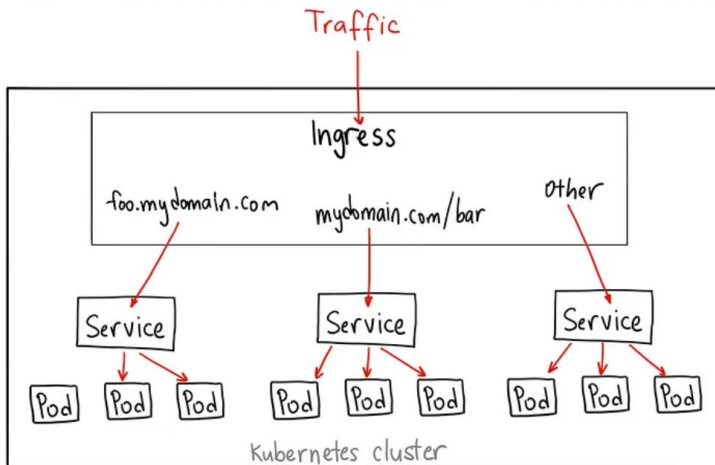 Traffic
Ingress
foo.mydomain.com
mydomain.com/bar
Other
Service
Service
Service
Pod
Pod
Pod
Pod
Pod
Pod
Pod
Pod
Pod
Kubernetes cluster